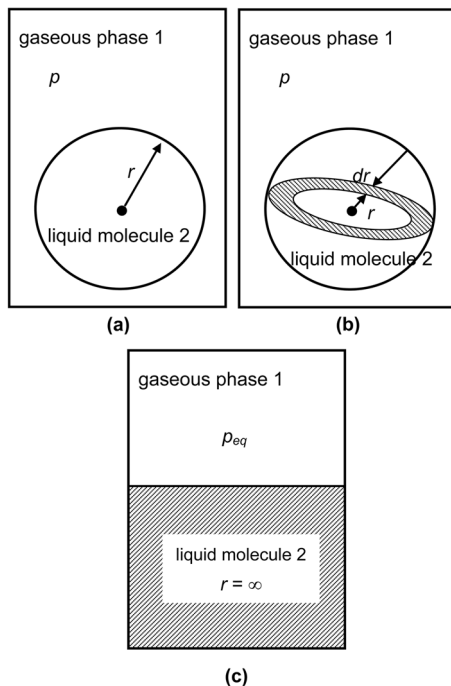 gaseous phase 1
p
r
liquid molecule 2
(a)
gaseous phase 1
p
dr
r
liquid molecule 2
(b)
gaseous phase 1
peq
liquid molecule 2
r = ∞
(c)